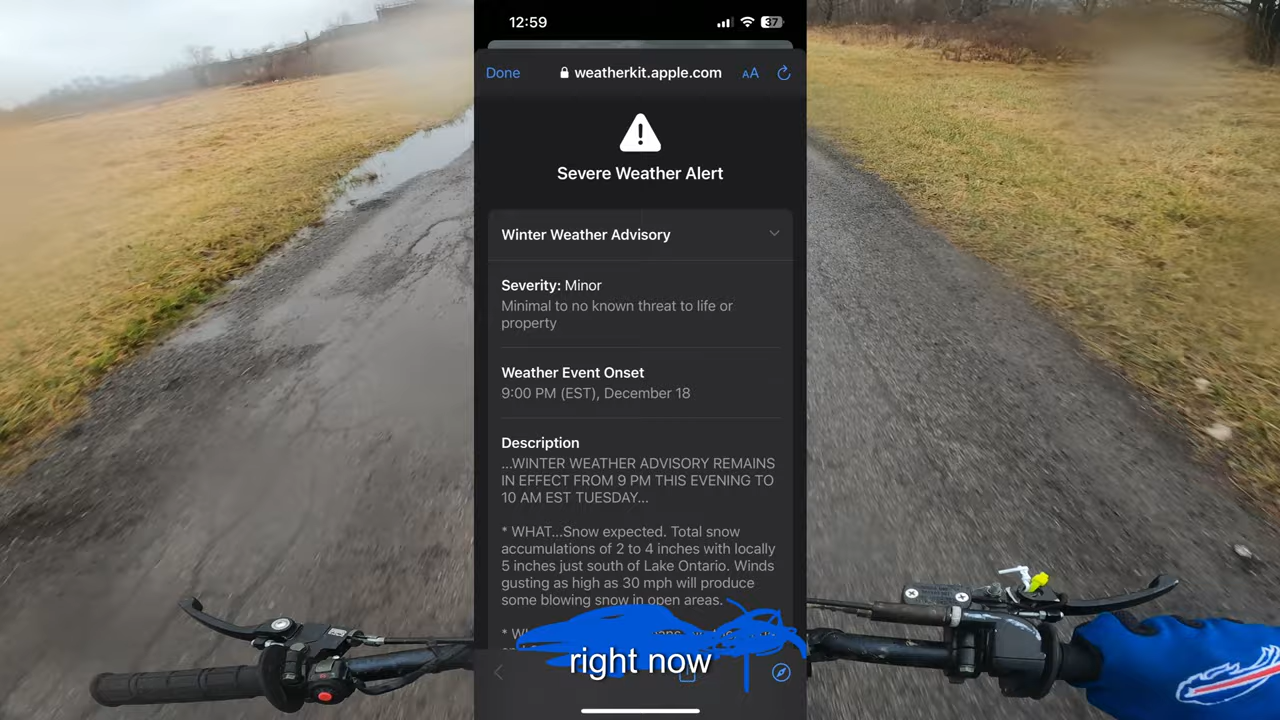 12:59
37
Done
weatherkit.apple.com
AA
Severe Weather Alert
Winter Weather Advisory
Severity: Minor
Minimal to no known threat to life or
property
Weather Event Onset
9:00 PM (EST), December 18
Description
...WINTER WEATHER ADVISORY REMAINS
IN EFFECT FROM 9 PM THIS EVENING TO
10 AM EST TUESDAY...
* WHAT...Snow expected. Total snow
accumulations of 2 to 4 inches with locally
5 inches just south of Lake Ontario. Winds
gusting as high as 30 mph will produce
some blowing snow in open areas.
right now